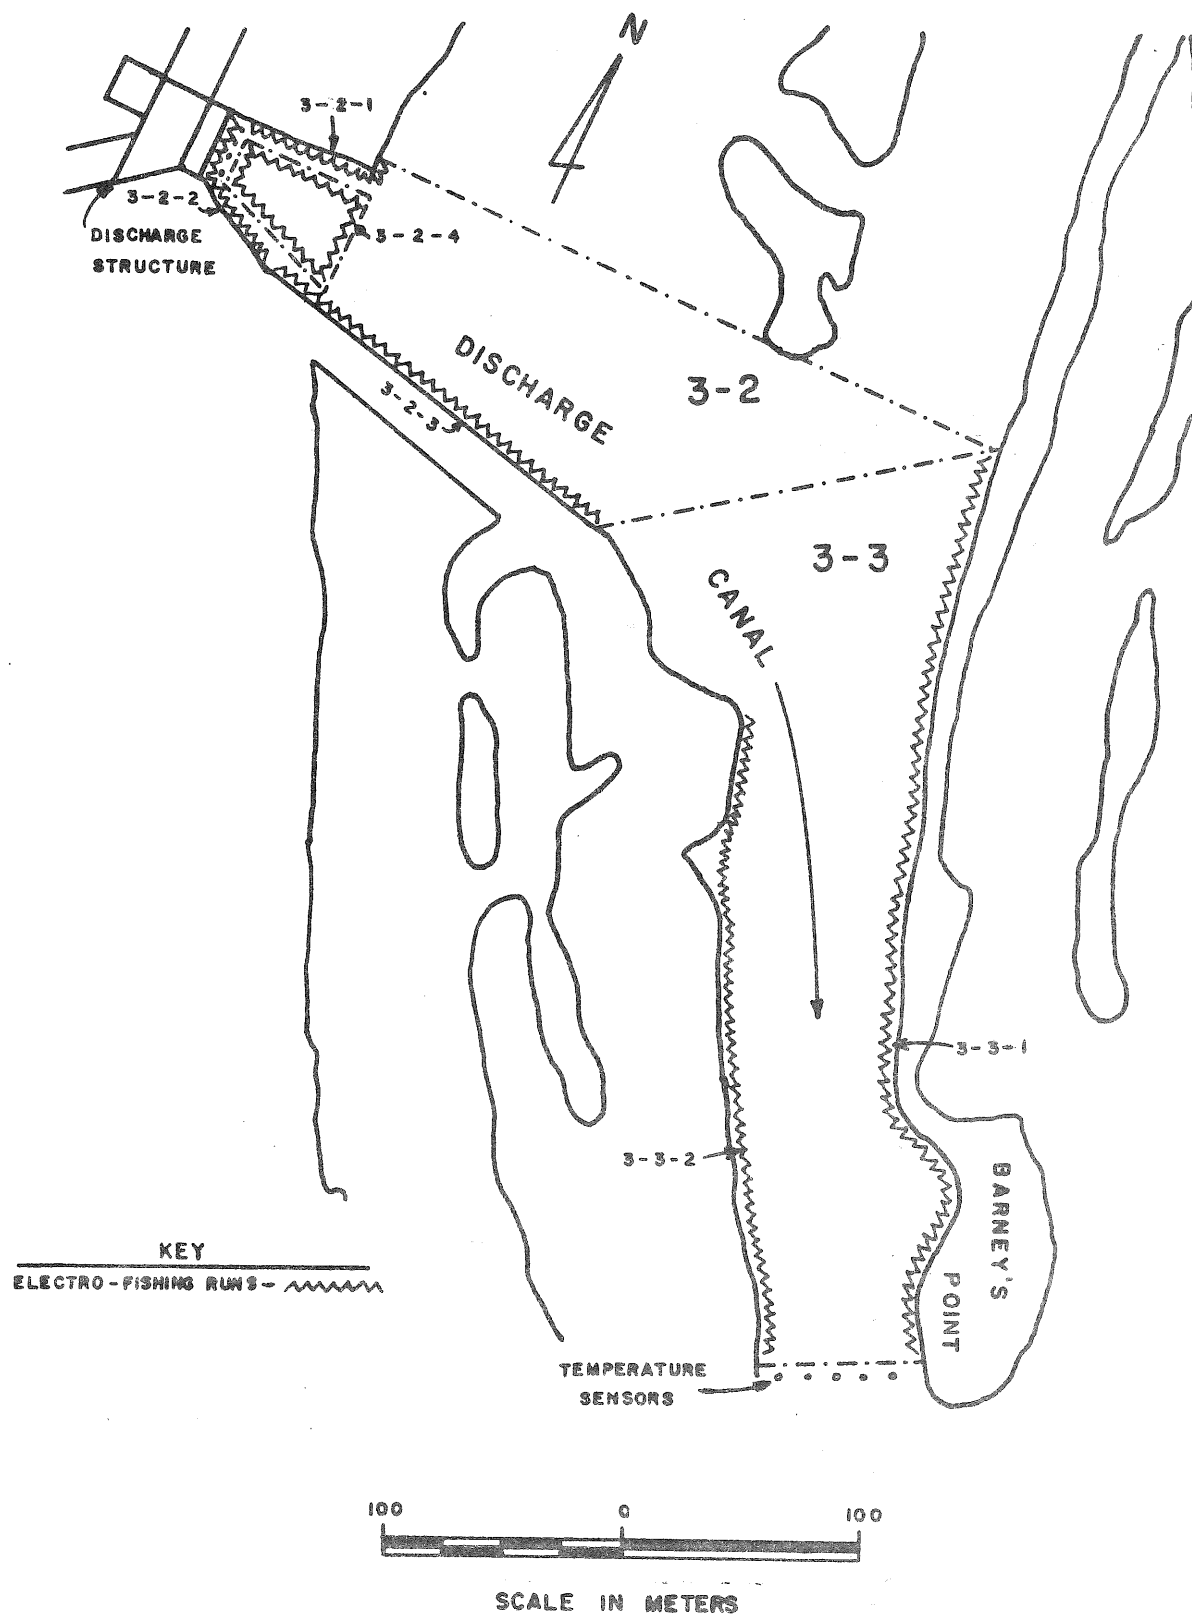 N
3-2-1
3-2-2
DISCHARGE
STRUCTURE
3-2-4
DISCHARGE
3-2
3-2-3
3-3
CANAL
3-3-1
3-3-2
BARNEY'S
POINT
KEY
ELECTRO-FISHING RUNS-
TEMPERATURE
SENSORS
100 0 100
SCALE IN METERS